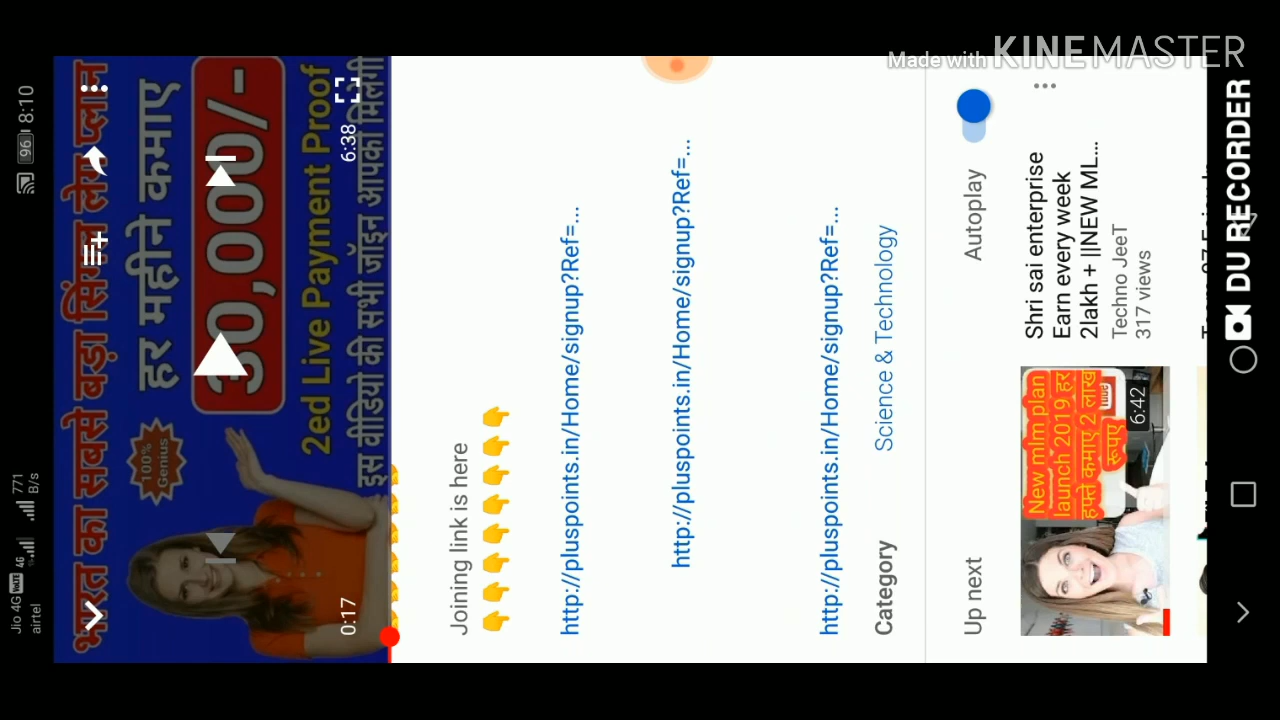 Made with KINEMASTER
DU RECORDER
Jio 4G VoLTE 4G 771
airtel B/s
96 8:10
भारत का सबसे बड़ा सिंगल लेग प्लान
100%
Genius
हर महीने कमाए
30,000/-
2ed Live Payment Proof
इस वीडियो की सभी जॉइन आपको मिलेगी
0:17
6:38
Joining link is here
👉👉👉👉👉👉👉👉
http://pluspoints.in/Home/signup?Ref=...
http://pluspoints.in/Home/signup?Ref=...
http://pluspoints.in/Home/signup?Ref=...
Category
Science & Technology
Up next
Autoplay
New mlm plan
launch 2019 हर
हफ्ते कमाए 2 लाख
रूपए
6:42
Shri sai enterprise
Earn every week
2lakh + ||NEW ML...
Techno JeeT
317 views